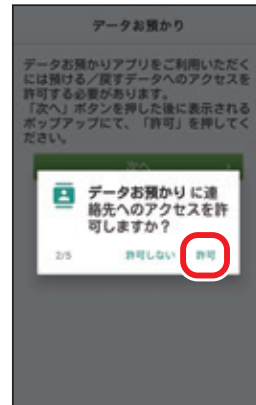 データお預かり
データお預かりアプリをご利用いただく
には預ける／戻すデータへのアクセスを
許可する必要があります。
「次へ」ボタンを押した後に表示される
ポップアップにて、「許可」を押してく
ださい。
次へ
データお預かり に連
絡先へのアクセスを許
可しますか？
2/5 許可しない 許可